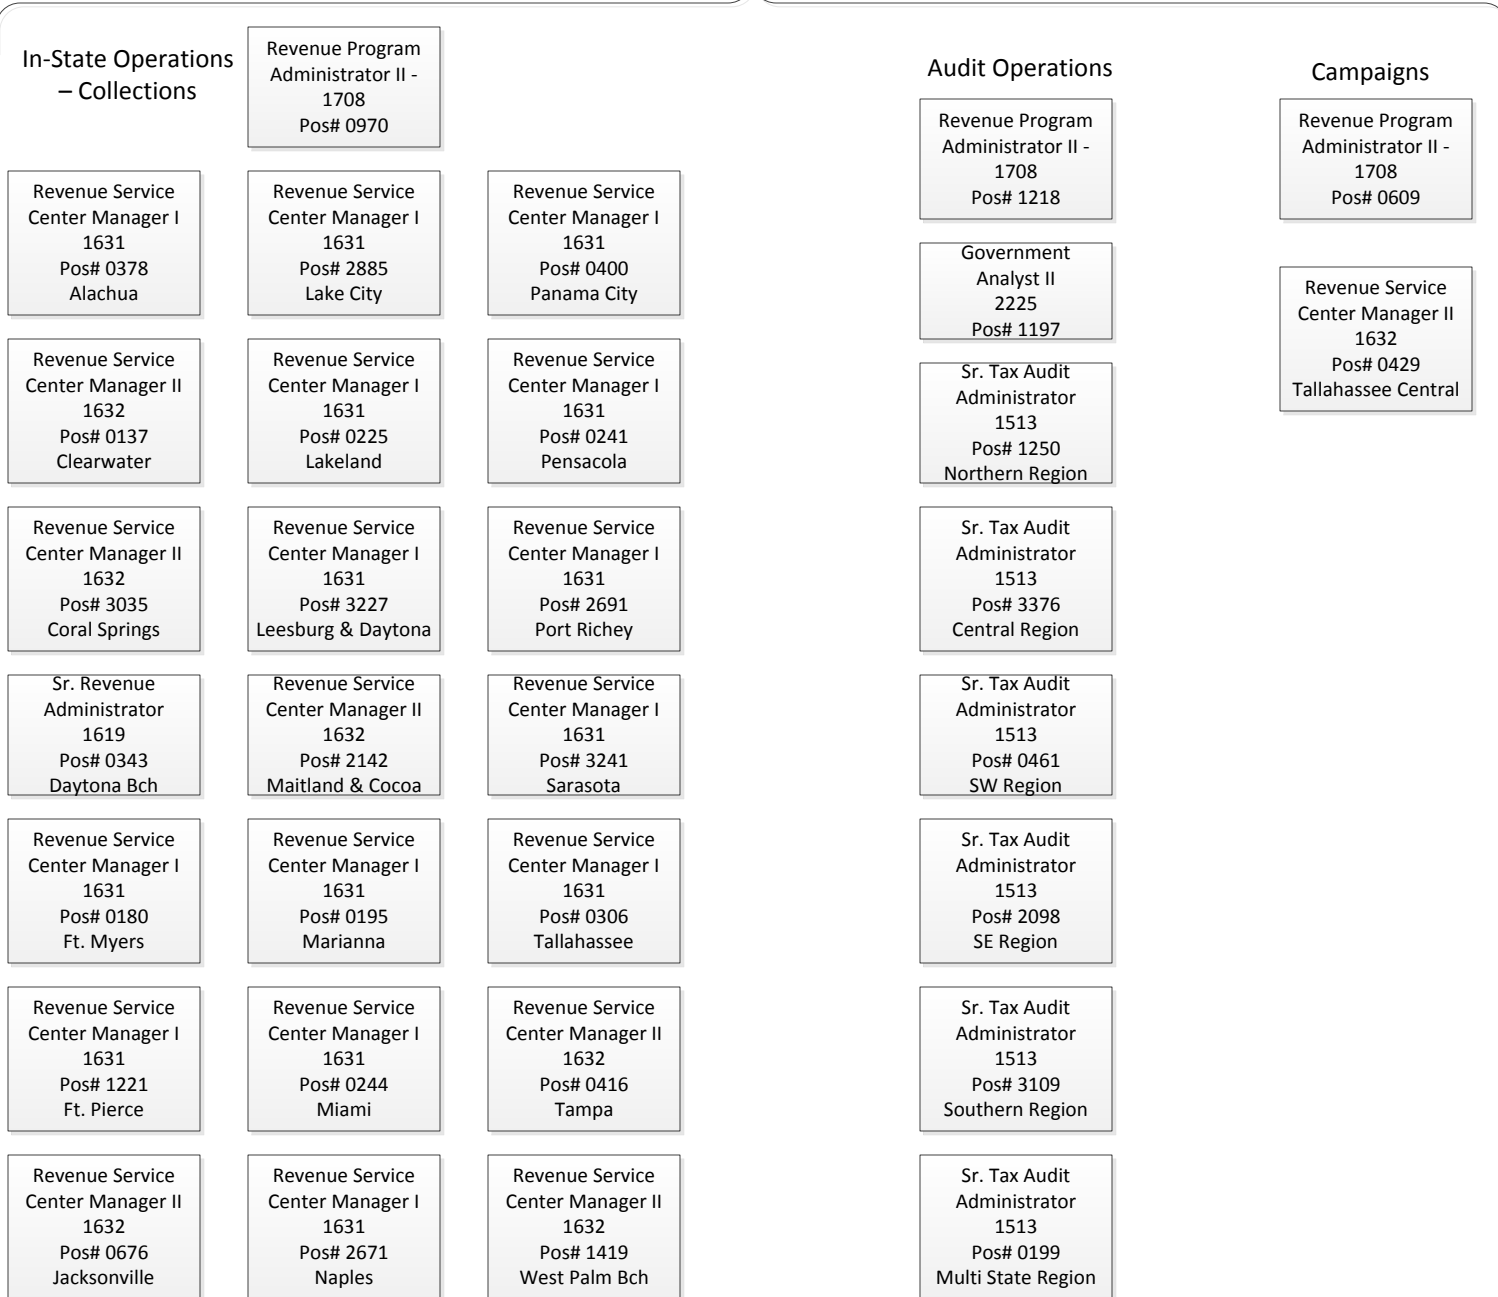 In-State Operations
– Collections
Revenue Program
Administrator II -
1708
Pos# 0970
Revenue Service
Center Manager I
1631
Pos# 0378
Alachua
Revenue Service
Center Manager I
1631
Pos# 2885
Lake City
Revenue Service
Center Manager I
1631
Pos# 0400
Panama City
Revenue Service
Center Manager II
1632
Pos# 0137
Clearwater
Revenue Service
Center Manager I
1631
Pos# 0225
Lakeland
Revenue Service
Center Manager I
1631
Pos# 0241
Pensacola
Revenue Service
Center Manager II
1632
Pos# 3035
Coral Springs
Revenue Service
Center Manager I
1631
Pos# 3227
Leesburg & Daytona
Revenue Service
Center Manager I
1631
Pos# 2691
Port Richey
Sr. Revenue
Administrator
1619
Pos# 0343
Daytona Bch
Revenue Service
Center Manager II
1632
Pos# 2142
Maitland & Cocoa
Revenue Service
Center Manager I
1631
Pos# 3241
Sarasota
Revenue Service
Center Manager I
1631
Pos# 0180
Ft. Myers
Revenue Service
Center Manager I
1631
Pos# 0195
Marianna
Revenue Service
Center Manager I
1631
Pos# 0306
Tallahassee
Revenue Service
Center Manager I
1631
Pos# 1221
Ft. Pierce
Revenue Service
Center Manager I
1631
Pos# 0244
Miami
Revenue Service
Center Manager II
1632
Pos# 0416
Tampa
Revenue Service
Center Manager II
1632
Pos# 0676
Jacksonville
Revenue Service
Center Manager I
1631
Pos# 2671
Naples
Revenue Service
Center Manager II
1632
Pos# 1419
West Palm Bch
Audit Operations
Revenue Program
Administrator II -
1708
Pos# 1218
Government
Analyst II
2225
Pos# 1197
Sr. Tax Audit
Administrator
1513
Pos# 1250
Northern Region
Sr. Tax Audit
Administrator
1513
Pos# 3376
Central Region
Sr. Tax Audit
Administrator
1513
Pos# 0461
SW Region
Sr. Tax Audit
Administrator
1513
Pos# 2098
SE Region
Sr. Tax Audit
Administrator
1513
Pos# 3109
Southern Region
Sr. Tax Audit
Administrator
1513
Pos# 0199
Multi State Region
Campaigns
Revenue Program
Administrator II -
1708
Pos# 0609
Revenue Service
Center Manager II
1632
Pos# 0429
Tallahassee Central